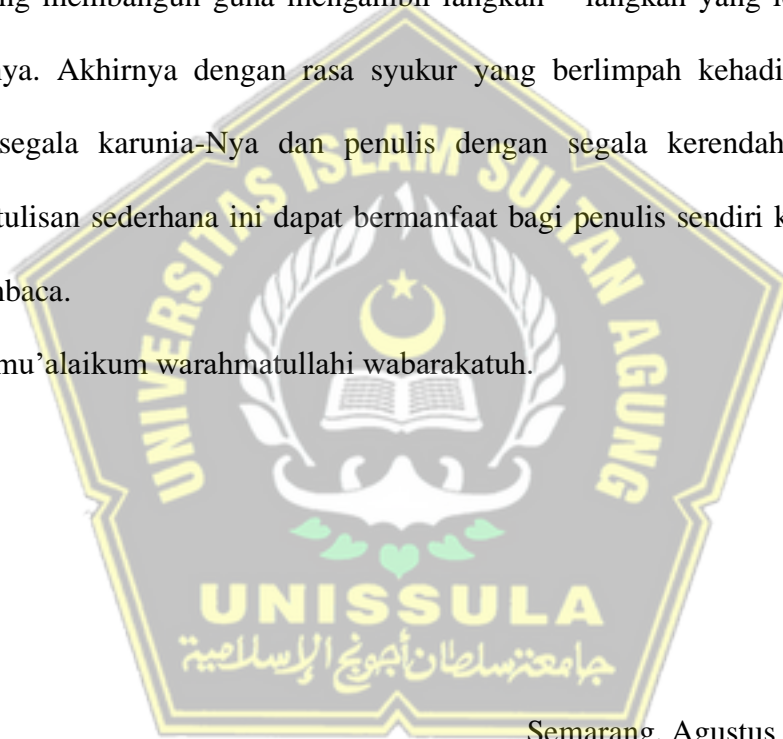 membangun guna mengambil langkah – langkah yang
nya. Akhirnya dengan rasa syukur yang berlimpah kehadi
segala karunia-Nya dan penulis dengan segala kerendah
tulisan sederhana ini dapat bermanfaat bagi penulis sendiri k
nbaca.
mu’alaikum warahmatullahi wabarakatuh.
UNIVERSITAS ISLAM SULTAN AGUNG
UNISSULA
جامعة سلطان أجونج الإسلامية
Semarang, Agustus